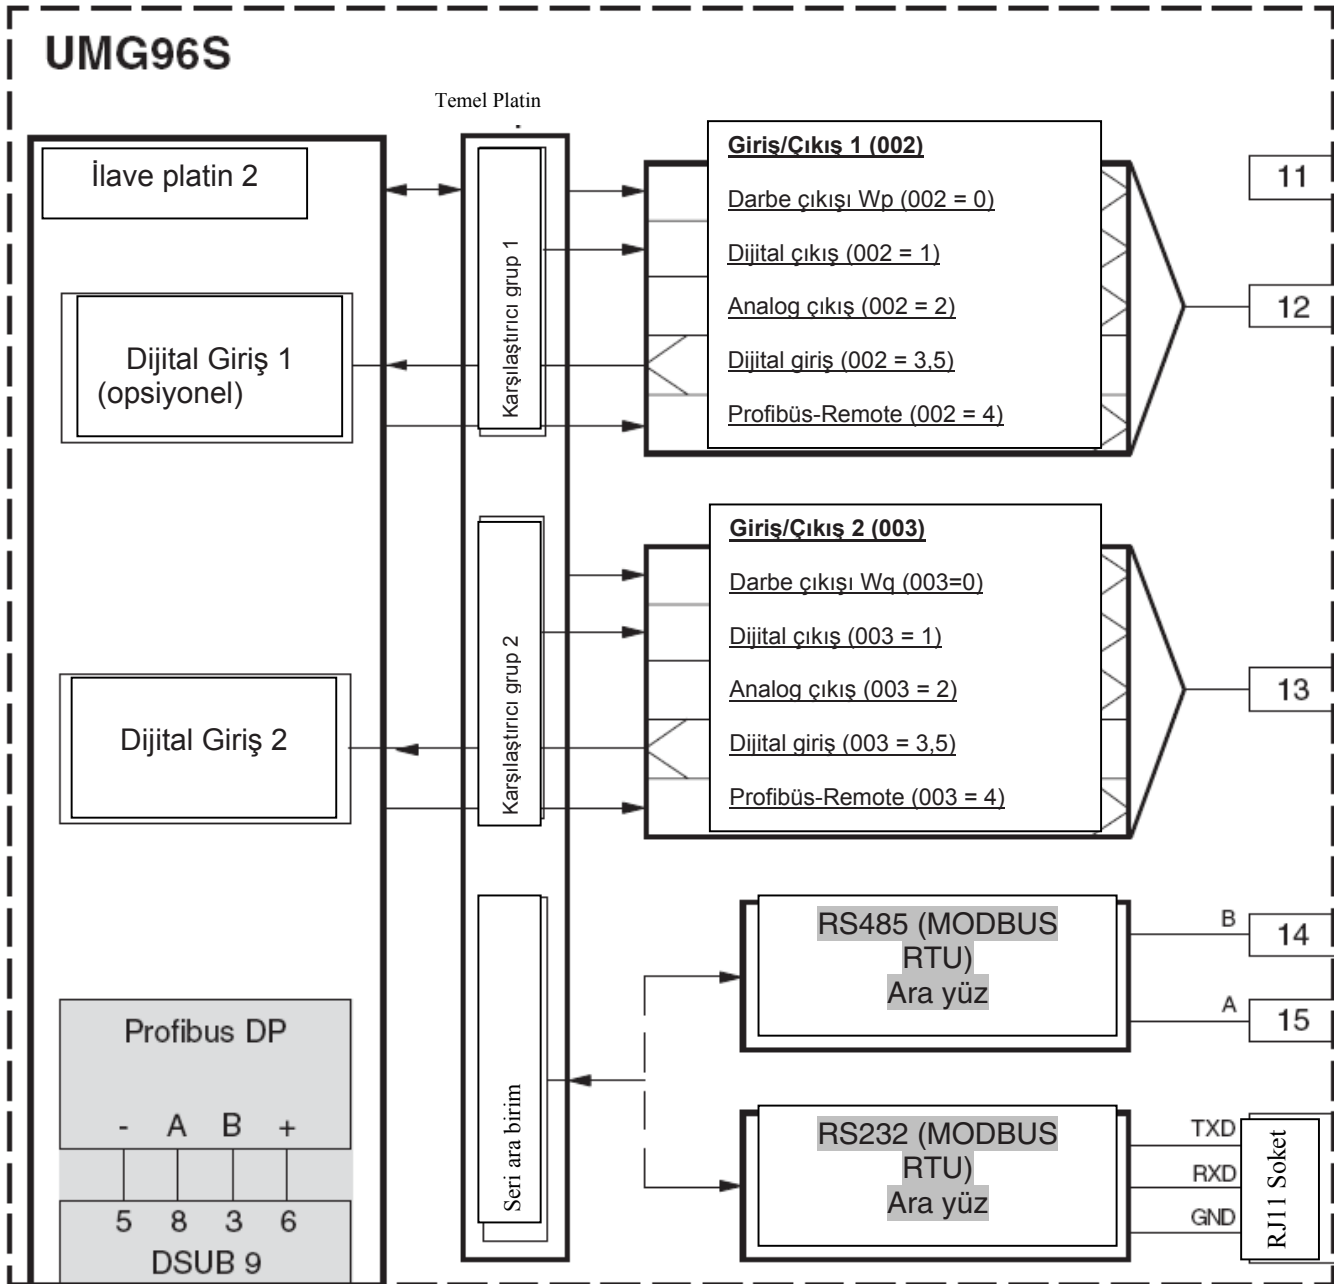 UMG96S
Temel Platin
İlave platin 2
Dijital Giriş 1
(opsiyonel)
Karşılaştırıcı grup 1
Giriş/Çıkış 1 (002)
Darbe çıkışı Wp (002 = 0)
Dijital çıkış (002 = 1)
Analog çıkış (002 = 2)
Dijital giriş (002 = 3,5)
Profibüs-Remote (002 = 4)
11
12
Dijital Giriş 2
Karşılaştırıcı grup 2
Giriş/Çıkış 2 (003)
Darbe çıkışı Wq (003=0)
Dijital çıkış (003 = 1)
Analog çıkış (003 = 2)
Dijital giriş (003 = 3,5)
Profibüs-Remote (003 = 4)
13
Profibus DP
- A B +
5 8 3 6
DSUB 9
Seri ara birim
RS485 (MODBUS
RTU)
Ara yüz
B
14
A
15
RS232 (MODBUS
RTU)
Ara yüz
TXD
RXD
GND
RJ11 Soket